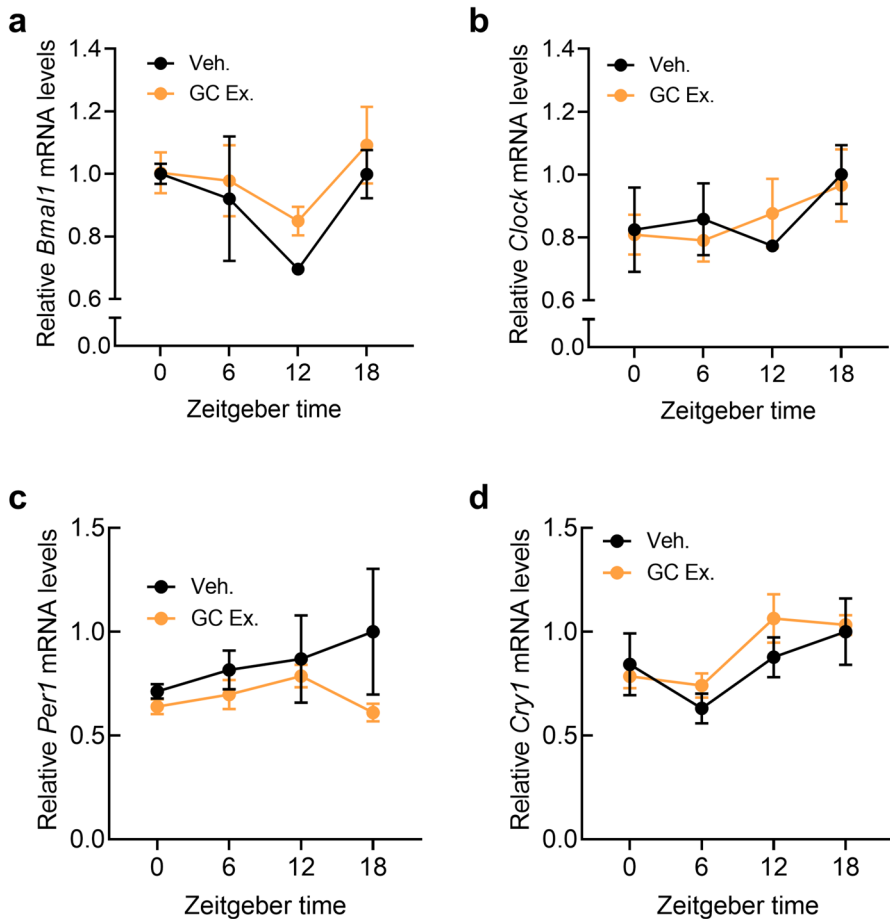 a
Relative Bmal1 mRNA levels
1.4
1.2
1.0
0.8
0.6
0.0
Veh.
GC Ex.
0 6 12 18
Zeitgeber time
b
Relative Clock mRNA levels
1.4
1.2
1.0
0.8
0.6
0.0
Veh.
GC Ex.
0 6 12 18
Zeitgeber time
c
Relative Per1 mRNA levels
1.5
1.0
0.5
0.0
Veh.
GC Ex.
0 6 12 18
Zeitgeber time
d
Relative Cry1 mRNA levels
1.5
1.0
0.5
0.0
Veh.
GC Ex.
0 6 12 18
Zeitgeber time